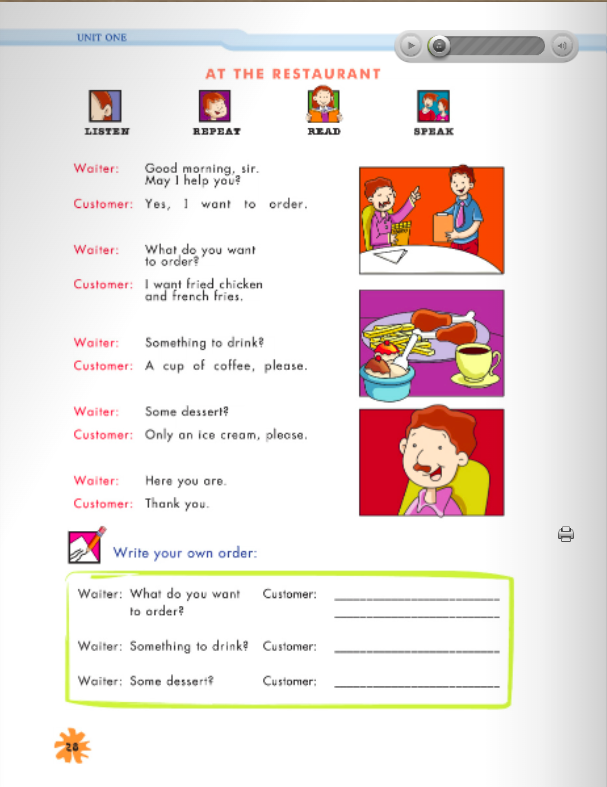 UNIT ONE
AT THE RESTAURANT
LISTEN REPEAT READ SPEAK
Waiter: Good morning, sir.
May I help you?
Customer: Yes, I want to order.
Waiter: What do you want
to order?
Customer: I want fried chicken
and french fries.
Waiter: Something to drink?
Customer: A cup of coffee, please.
Waiter: Some dessert?
Customer: Only an ice cream, please.
Waiter: Here you are.
Customer: Thank you.
Write your own order:
Waiter: What do you want Customer:
to order?
Waiter: Something to drink? Customer:
Waiter: Some dessert? Customer:
28